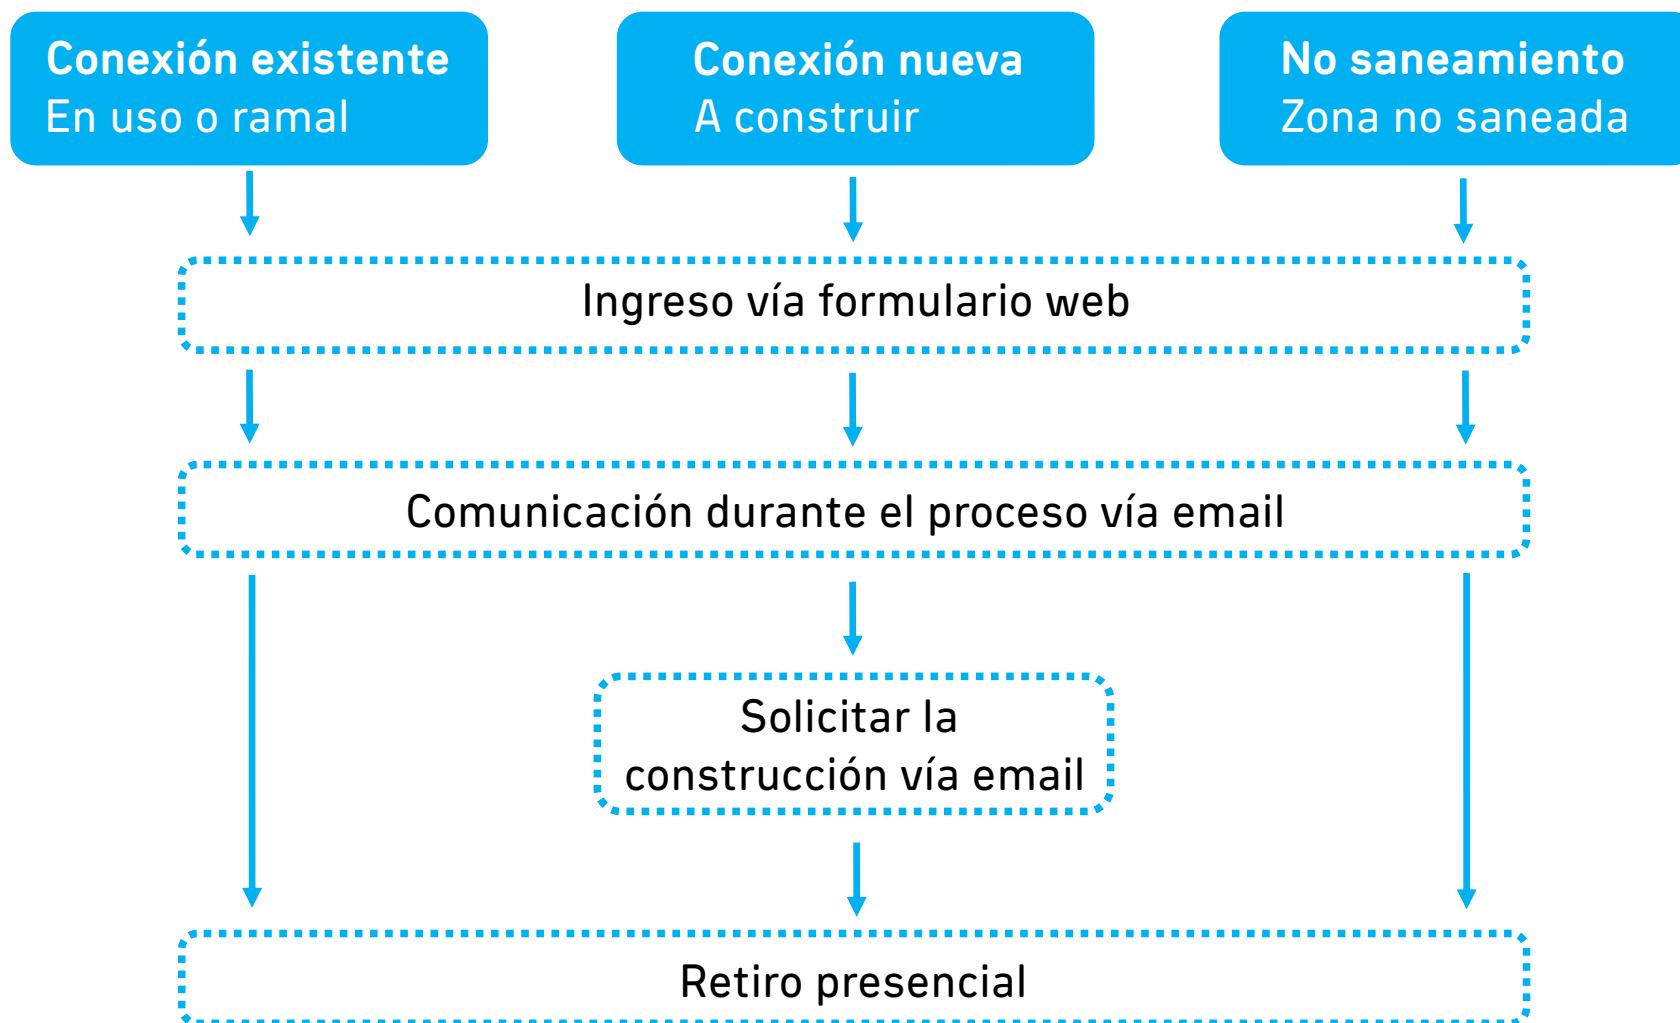 Conexión existente
En uso o ramal
Conexión nueva
A construir
No saneamiento
Zona no saneada
Ingreso vía formulario web
Comunicación durante el proceso vía email
Solicitar la
construcción vía email
Retiro presencial